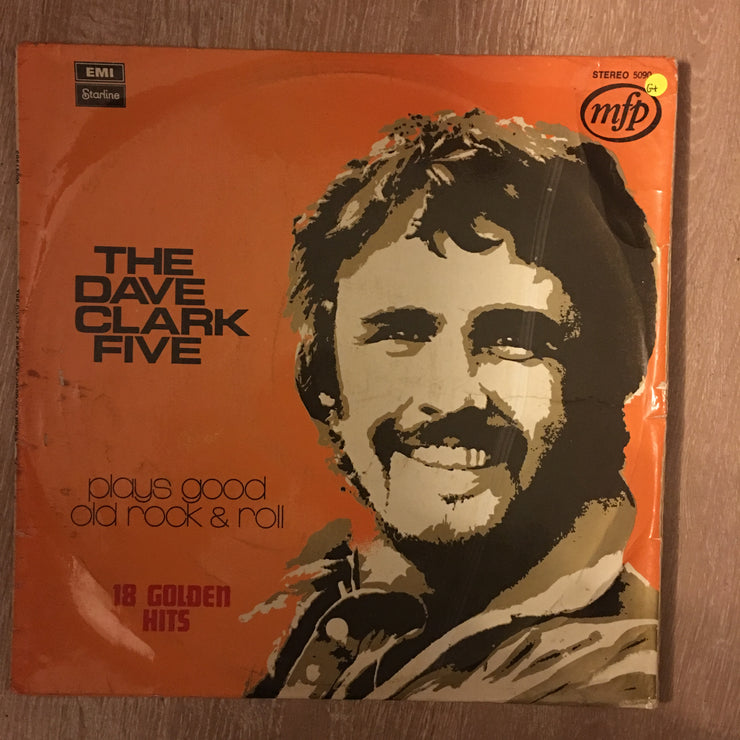 EMI
Starline
STEREO 5090
G+
mfp
THE
DAVE
CLARK
FIVE
plays good
old rock & roll
18 GOLDEN
HITS